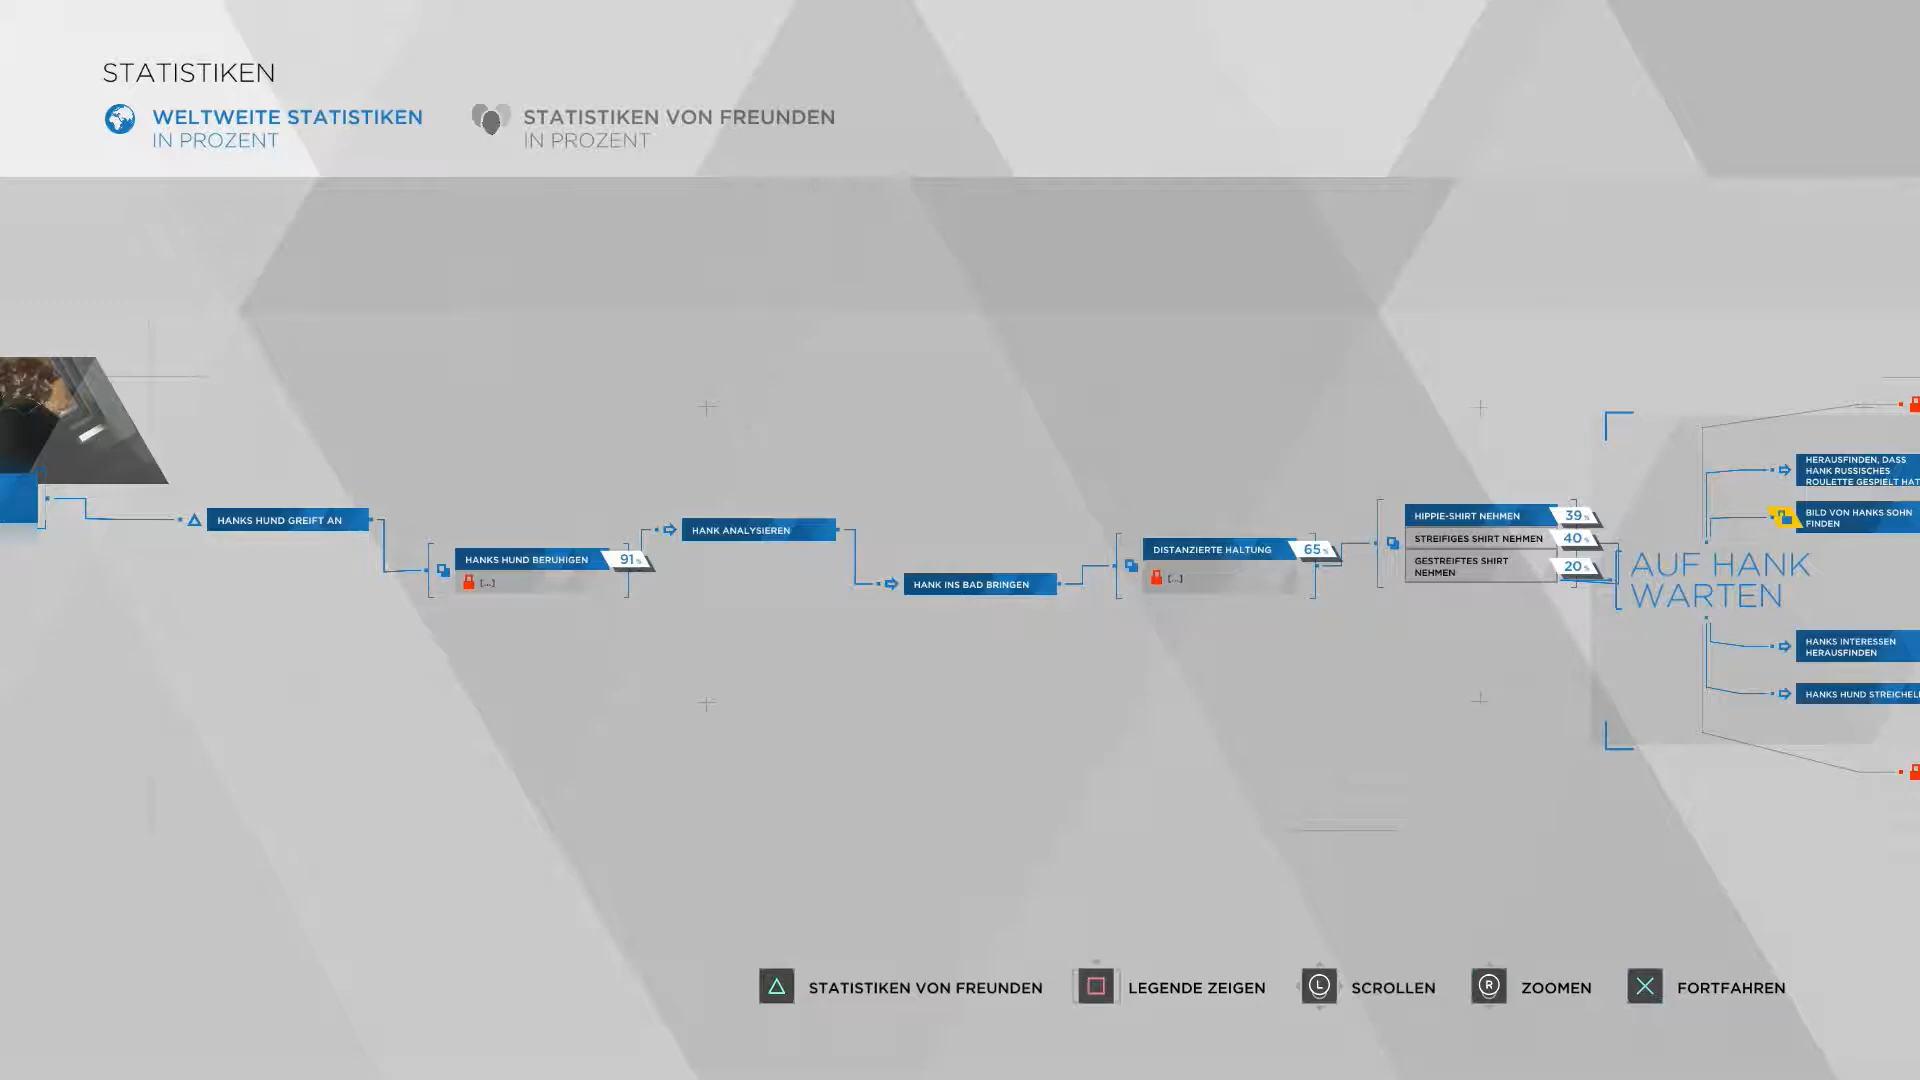 STATISTIKEN
WELTWEITE STATISTIKEN
IN PROZENT
STATISTIKEN VON FREUNDEN
IN PROZENT
HANKS HUND GREIFT AN
HANKS HUND BERUHIGEN 91%
[...]
HANK ANALYSIEREN
HANK INS BAD BRINGEN
DISTANZIERTE HALTUNG 65%
[...]
HIPPIE-SHIRT NEHMEN 39%
STREIFIGES SHIRT NEHMEN 40%
GESTREIFTES SHIRT
NEHMEN 20%
AUF HANK
WARTEN
HERAUSFINDEN, DASS
HANK RUSSISCHES
ROULETTE GESPIELT HAT
BILD VON HANKS SOHN
FINDEN
HANKS INTERESSEN
HERAUSFINDEN
HANKS HUND STREICHEL
STATISTIKEN VON FREUNDEN
LEGENDE ZEIGEN
L SCROLLEN
R ZOOMEN
FORTFAHREN